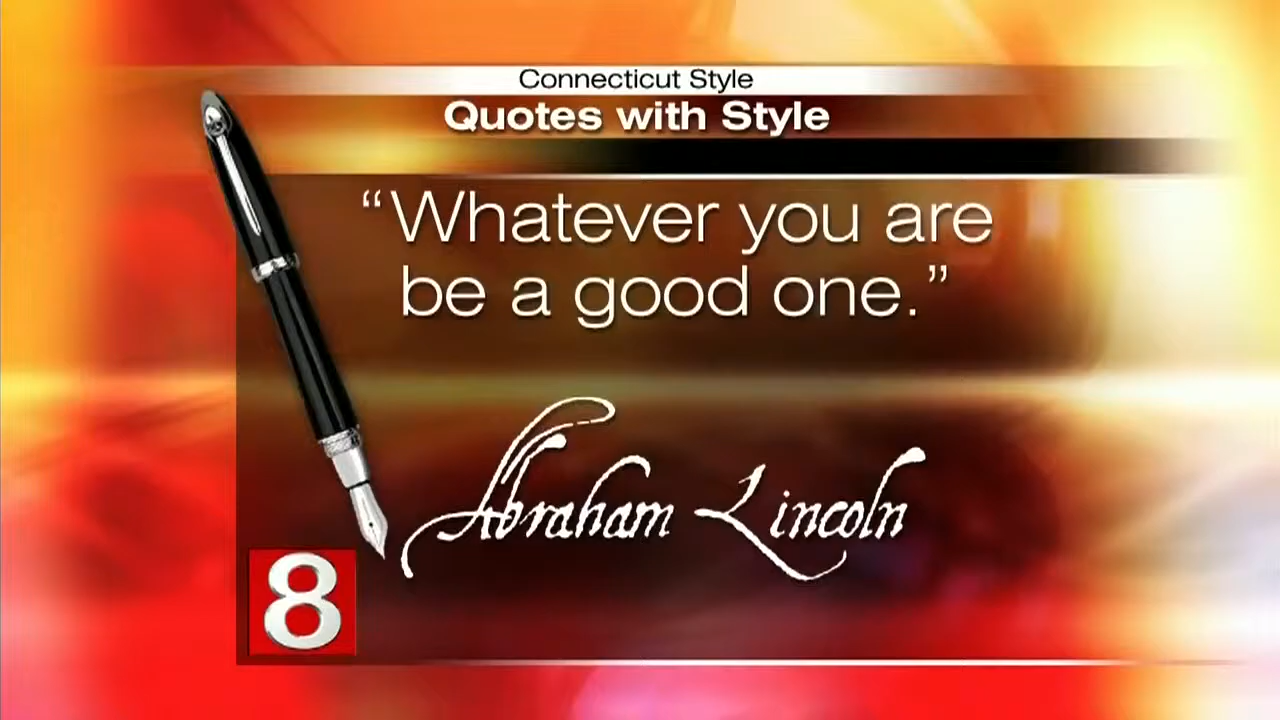 Connecticut Style
Quotes with Style
“Whatever you are
be a good one.”
Abraham Lincoln
8